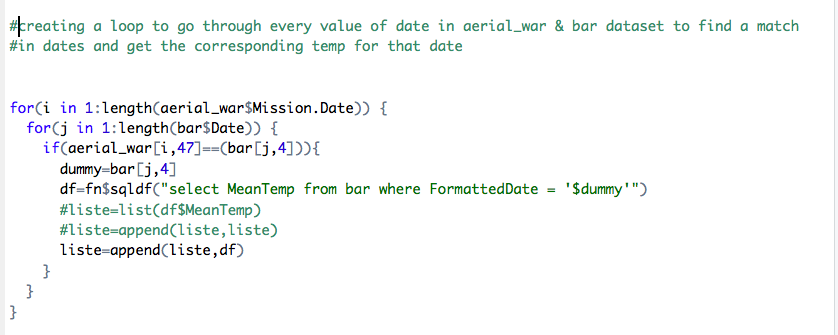 #creating a loop to go through every value of date in aerial_war & bar dataset to find a match
#in dates and get the corresponding temp for that date
for(i in 1:length(aerial_war$Mission.Date)) {
  for(j in 1:length(bar$Date)) {
    if(aerial_war[i,47]==(bar[j,4])){
      dummy=bar[j,4]
      df=fn$sqldf("select MeanTemp from bar where FormattedDate = '$dummy'")
      #liste=list(df$MeanTemp)
      #liste=append(liste,liste)
      liste=append(liste,df)
    }
  }
}